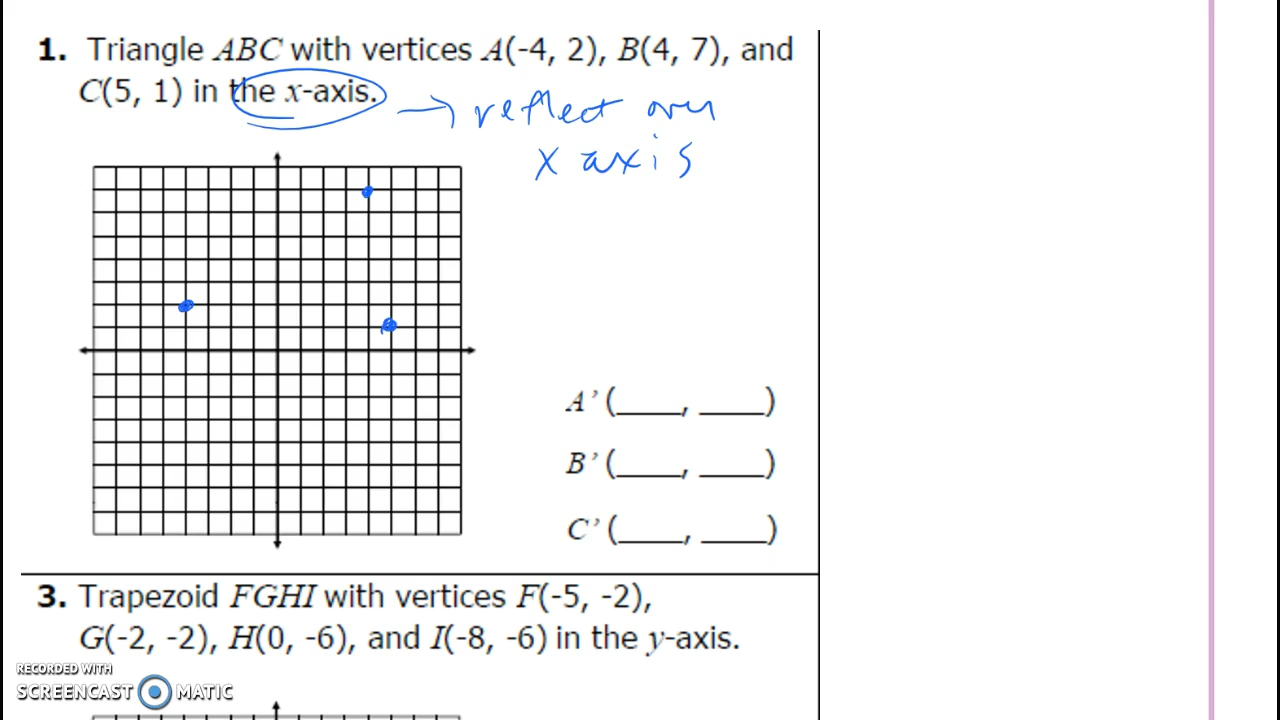 1. Triangle ABC with vertices A(-4, 2), B(4, 7), and
C(5, 1) in the x-axis.
→ reflect over
x axis
A’(____, ____)
B’(____, ____)
C’(____, ____)
3. Trapezoid FGHI with vertices F(-5, -2),
G(-2, -2), H(0, -6), and I(-8, -6) in the y-axis.
RECORDED WITH
SCREENCAST MATIC